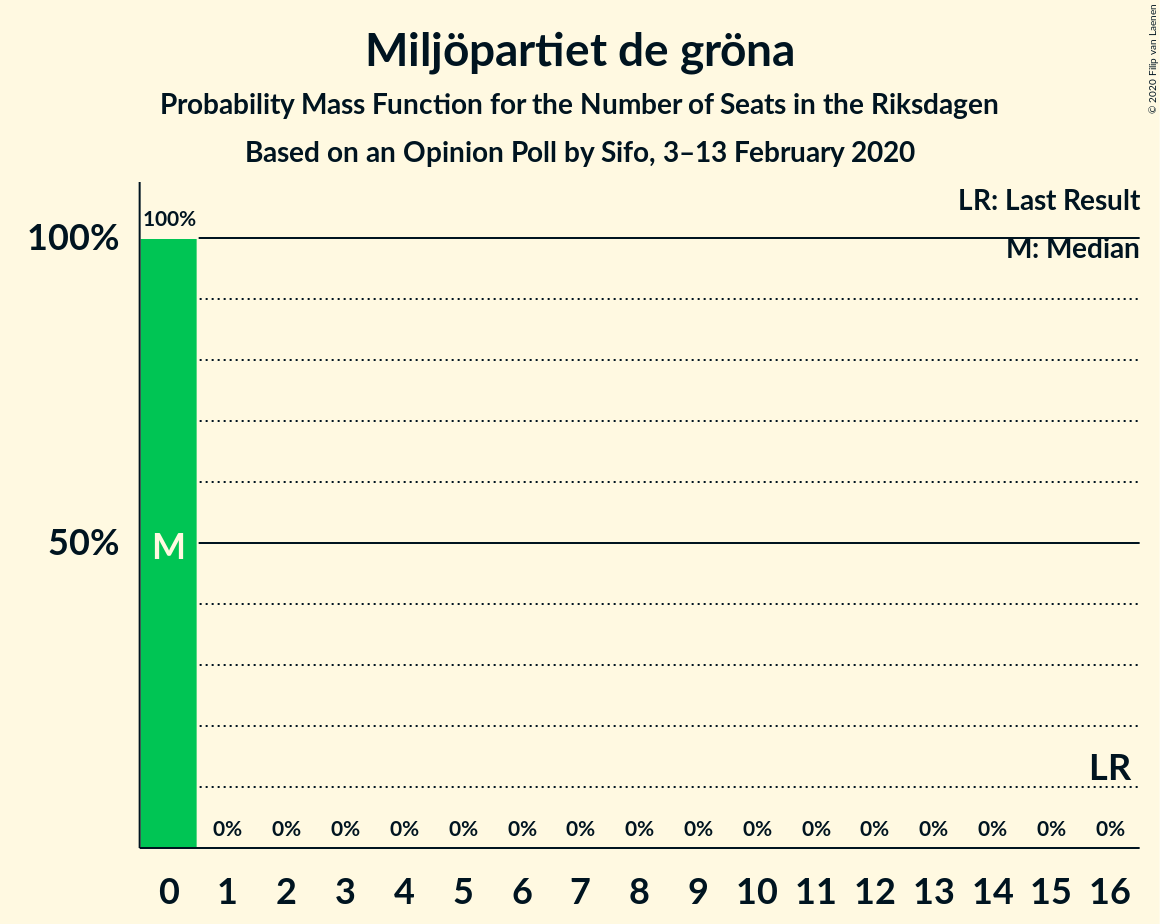 Miljöpartiet de gröna
Probability Mass Function for the Number of Seats in the Riksdagen
Based on an Opinion Poll by Sifo, 3–13 February 2020
© 2020 Filip van Laenen
LR: Last Result
M: Median
100%
100%
50%
M
LR
0% 0% 0% 0% 0% 0% 0% 0% 0% 0% 0% 0% 0% 0% 0% 0%
0 1 2 3 4 5 6 7 8 9 10 11 12 13 14 15 16